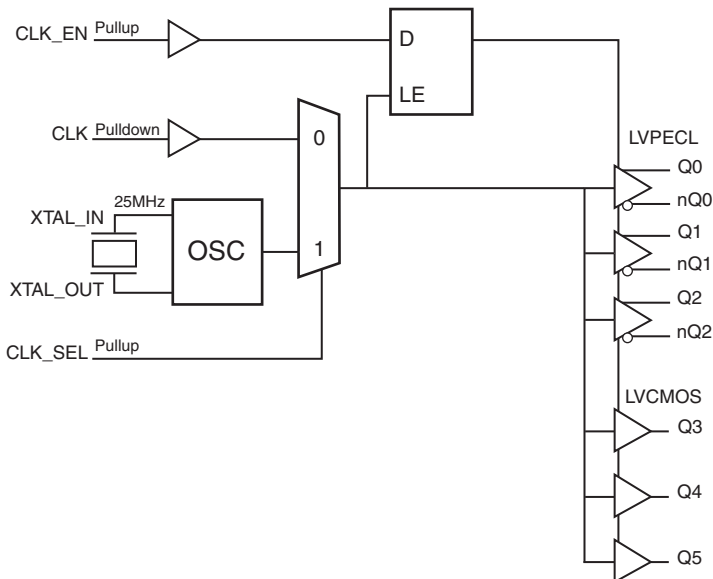 CLK_EN Pullup
D
LE
CLK Pulldown
0
LVPECL
Q0
nQ0
25MHz
XTAL_IN
OSC
1
Q1
nQ1
XTAL_OUT
Q2
nQ2
CLK_SEL Pullup
LVCMOS
Q3
Q4
Q5